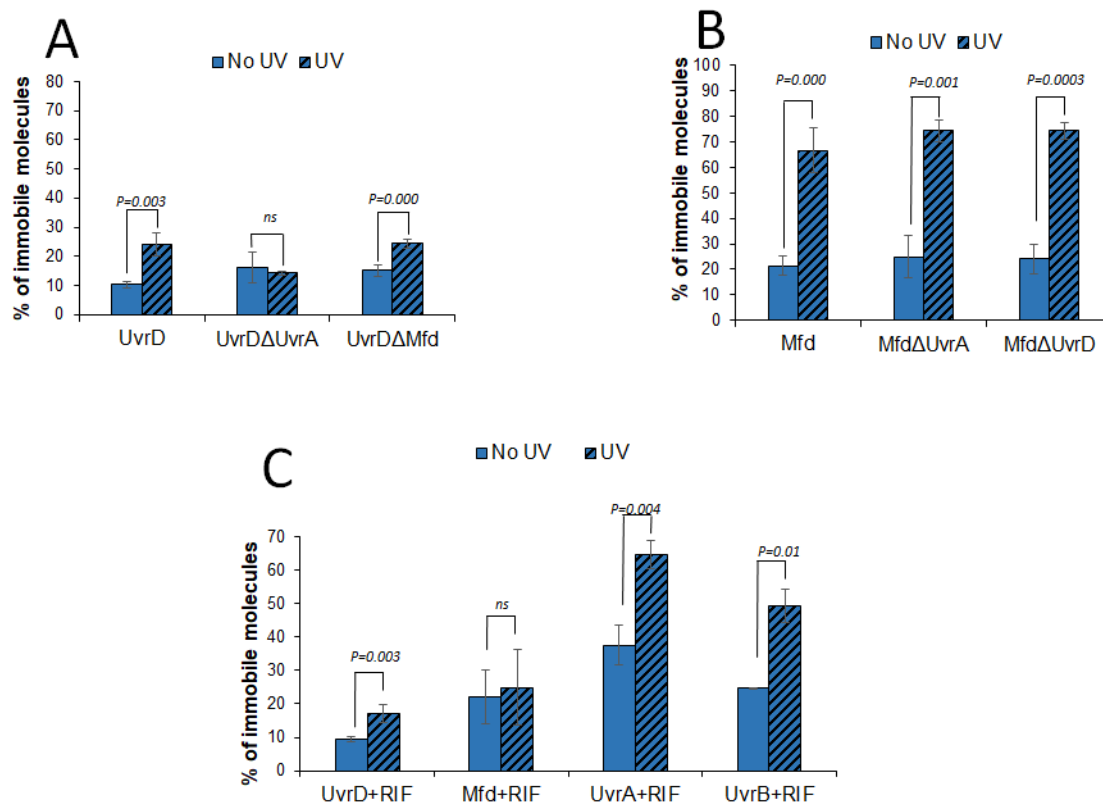 A
No UV UV
% of immobile molecules
80
70
60
50
40
30
20
10
0
P=0.003
ns
P=0.000
UvrD UvrDΔUvrA UvrDΔMfd
B
No UV UV
% of immobile molecules
100
90
80
70
60
50
40
30
20
10
0
P=0.000
P=0.001
P=0.0003
Mfd MfdΔUvrA MfdΔUvrD
C
No UV UV
% of immobile molecules
70
60
50
40
30
20
10
0
P=0.003
ns
P=0.004
P=0.01
UvrD+RIF Mfd+RIF UvrA+RIF UvrB+RIF